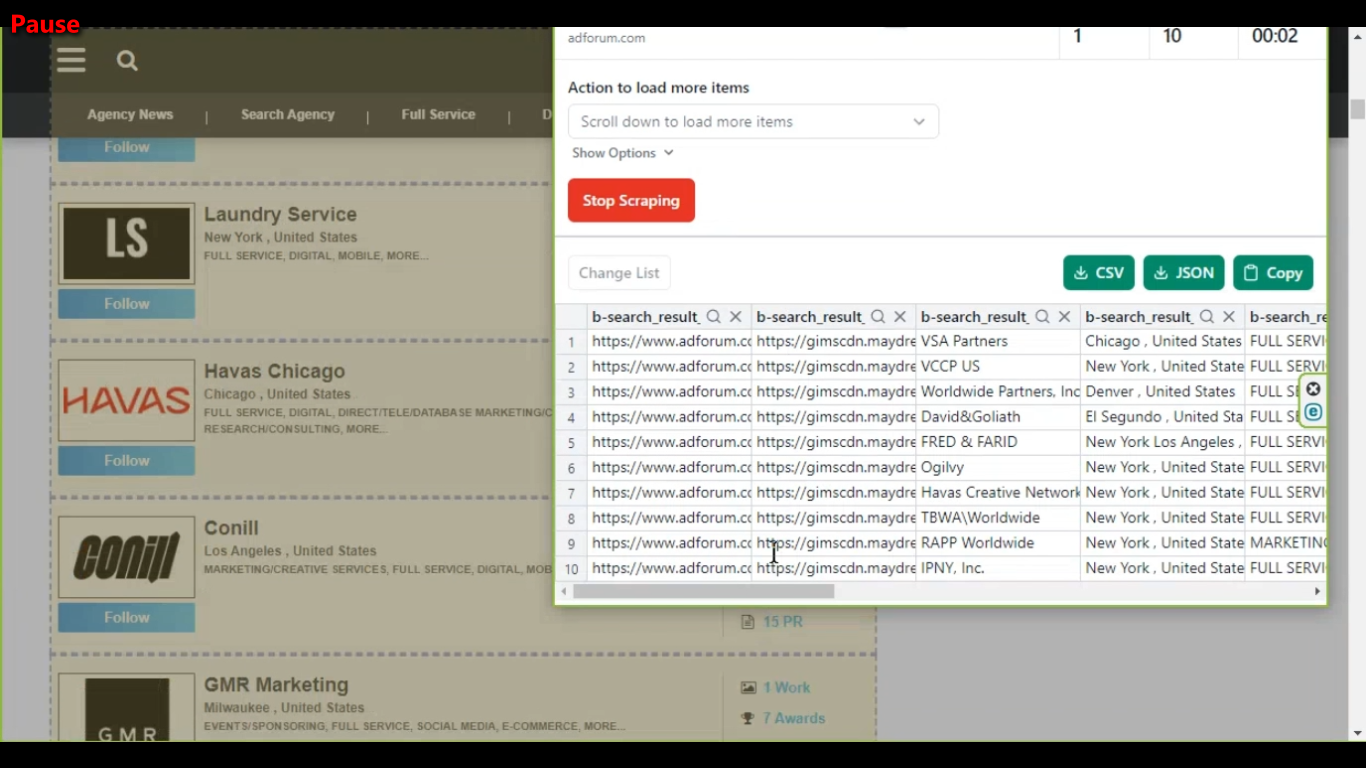 Pause
Agency News | Search Agency | Full Service | D
Follow
LS
Laundry Service
New York , United States
FULL SERVICE, DIGITAL, MOBILE, MORE...
Follow
HAVAS
Havas Chicago
Chicago , United States
FULL SERVICE, DIGITAL, DIRECT/TELE/DATABASE MARKETING/C
RESEARCH/CONSULTING, MORE...
Follow
conill
Conill
Los Angeles , United States
MARKETING/CREATIVE SERVICES, FULL SERVICE, DIGITAL, MOB
Follow
15 PR
GMR
GMR Marketing
Milwaukee , United States
EVENTS/SPONSORING, FULL SERVICE, SOCIAL MEDIA, E-COMMERCE, MORE...
1 Work
7 Awards
adforum.com 1 10 00:02
Action to load more items
Scroll down to load more items
Show Options
Stop Scraping
Change List CSV JSON Copy
b-search_result_ b-search_result_ b-search_result_ b-search_result_ b-search_re
1 https://www.adforum.co https://gimscdn.maydre VSA Partners Chicago , United States FULL SERVI
2 https://www.adforum.co https://gimscdn.maydre VCCP US New York , United State FULL SERVI
3 https://www.adforum.co https://gimscdn.maydre Worldwide Partners, Inc Denver , United States FULL SE
4 https://www.adforum.co https://gimscdn.maydre David&Goliath El Segundo , United Sta FULL SE
5 https://www.adforum.co https://gimscdn.maydre FRED & FARID New York Los Angeles , FULL SERVI
6 https://www.adforum.co https://gimscdn.maydre Ogilvy New York , United State FULL SERVI
7 https://www.adforum.co https://gimscdn.maydre Havas Creative Network New York , United State FULL SERVI
8 https://www.adforum.co https://gimscdn.maydre TBWA\Worldwide New York , United State FULL SERVI
9 https://www.adforum.co https://gimscdn.maydre RAPP Worldwide New York , United State MARKETING
10 https://www.adforum.co https://gimscdn.maydre IPNY, Inc. New York , United State FULL SERVI